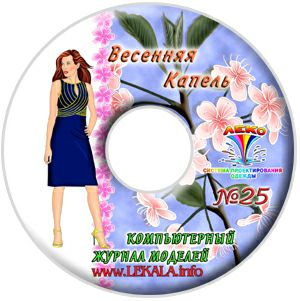 Весенняя
Капель
ЛЕКО
СИСТЕМА ПРОЕКТИРОВАНИЯ
ОДЕЖДЫ
№25
КОМПЬЮТЕРНЫЙ
ЖУРНАЛ МОДЕЛЕЙ
www.LEKALA.info